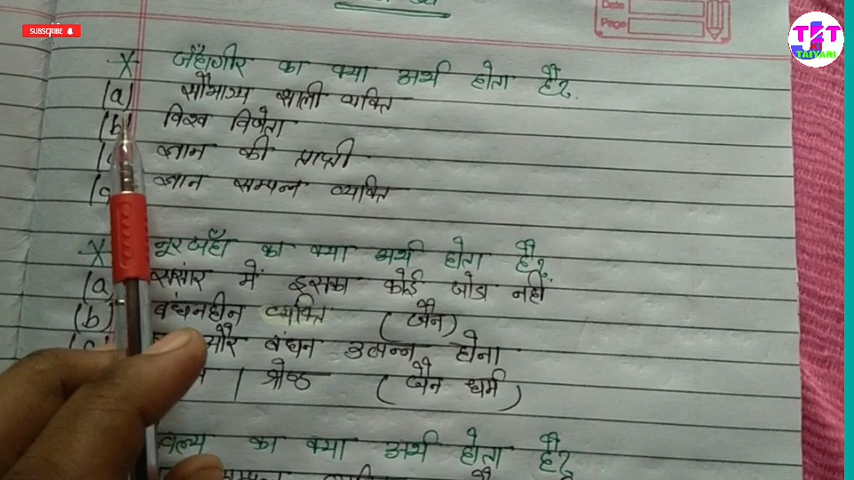 SUBSCRIBE
Date
Page
TAIYARI
* जहाँगीर का क्या अर्थ होता है?
(a) सौभाग्य शाली व्यक्ति
(b) विश्व विजेता
ज्ञान की प्राप्ती
ज्ञान सम्पन्न व्यक्ति
* नूरजहाँ का क्या अर्थ होता है?
(a) संसार में इसका कोई जोडा नहीं
(b) बंधनहीन व्यक्ति (जैन)
और बंधन उत्पन्न होना
| श्रेष्ठ (जैन धर्म)
का क्या अर्थ होता है?